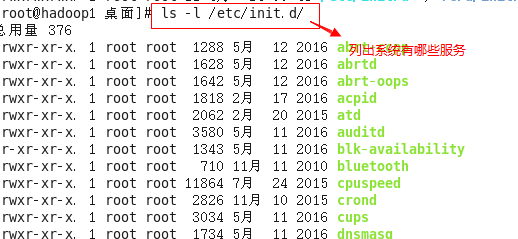 root@hadoop1 桌面]# ls -l /etc/init.d/
总用量 376
列出系统有哪些服务
rwxr-xr-x. 1 root root 1288 5月 12 2016
rwxr-xr-x. 1 root root 1628 5月 12 2016 abrtd
rwxr-xr-x. 1 root root 1642 5月 12 2016 abrt-oops
rwxr-xr-x. 1 root root 1818 2月 17 2016 acpid
rwxr-xr-x. 1 root root 2062 2月 20 2015 atd
rwxr-xr-x. 1 root root 3580 5月 11 2016 auditd
r-xr-xr-x. 1 root root 1343 5月 11 2016 blk-availability
rwxr-xr-x. 1 root root 710 11月 11 2010 bluetooth
rwxr-xr-x. 1 root root 11864 7月 24 2015 cpuspeed
rwxr-xr-x. 1 root root 2826 11月 10 2015 crond
rwxr-xr-x. 1 root root 3034 5月 11 2016 cups
rwxr-xr-x. 1 root root 1734 5月 11 2016 dnsmasq